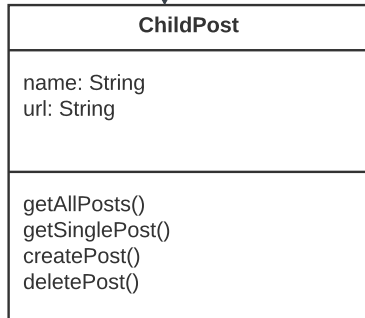 ChildPost
name: String
url: String
getAllPosts()
getSinglePost()
createPost()
deletePost()